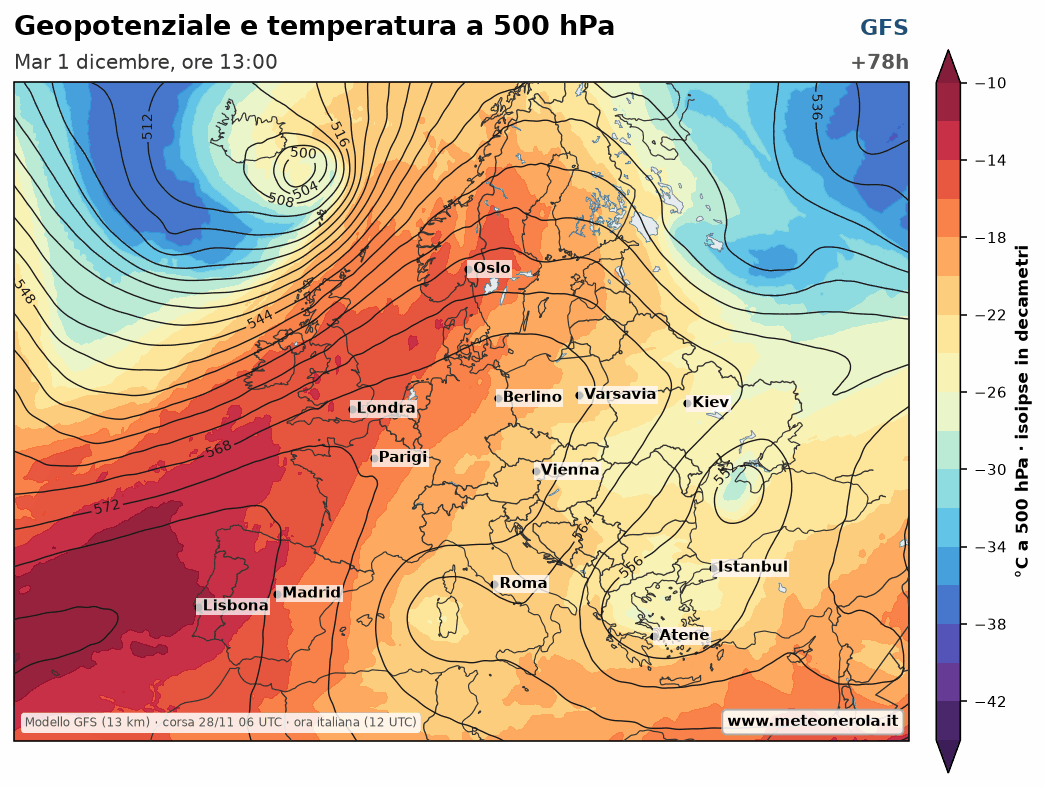 Geopotenziale e temperatura a 500 hPa
GFS
Mar 1 dicembre, ore 13:00
+78h
−10
−14
−18
−22
−26
−30
−34
−38
−42
°C a 500 hPa · isoipse in decametri
512
516
500
504
508
536
548
544
568
572
564
556
Oslo
Londra
Berlino
Varsavia
Kiev
Parigi
Vienna
Istanbul
Roma
Madrid
Lisbona
Atene
Modello GFS (13 km) · corsa 28/11 06 UTC · ora italiana (12 UTC)
www.meteonerola.it